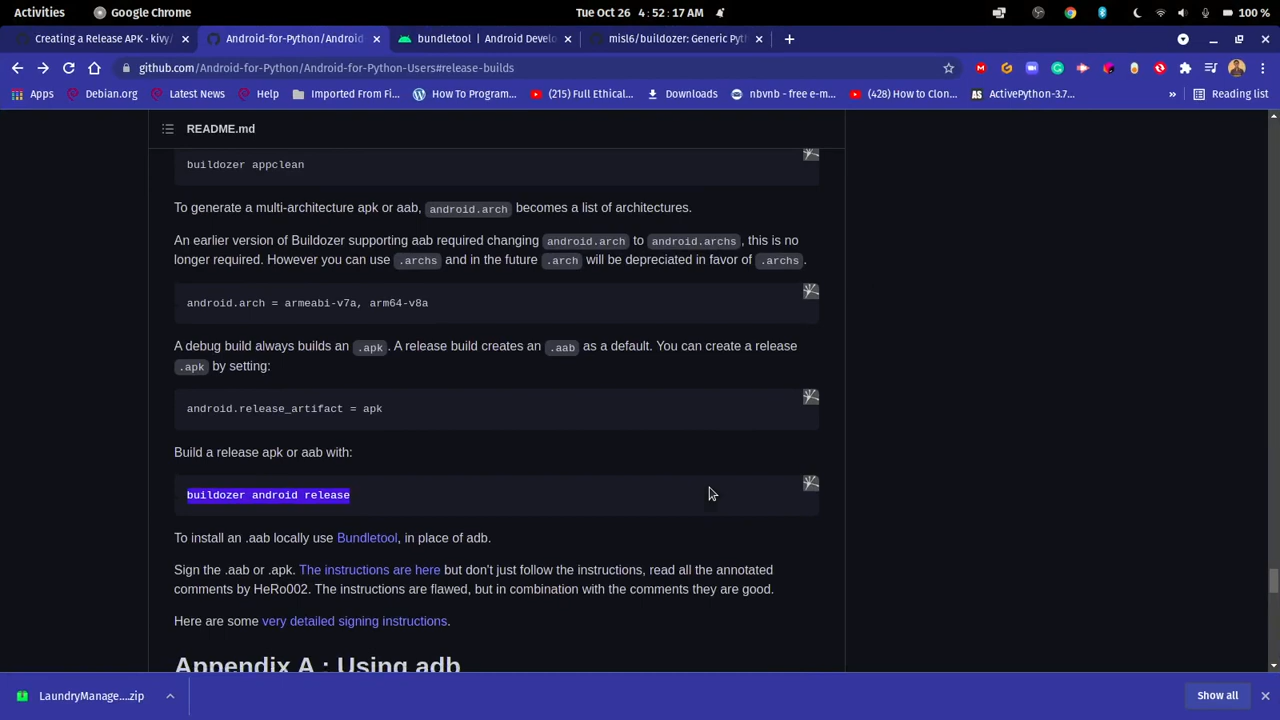 Activities
Google Chrome
Tue Oct 26 4:52:17 AM
100 %
Creating a Release APK · kivy/
Android-for-Python/Android
bundletool | Android Develo
misl6/buildozer: Generic Pyt
github.com/Android-for-Python/Android-for-Python-Users#release-builds
Apps
Debian.org
Latest News
Help
Imported From Fi...
How To Program...
(215) Full Ethical...
Downloads
nbvnb - free e-m...
(428) How to Clon...
AS ActivePython-3.7...
»
Reading list
README.md
buildozer appclean
To generate a multi-architecture apk or aab, android.arch becomes a list of architectures.
An earlier version of Buildozer supporting aab required changing android.arch to android.archs, this is no
longer required. However you can use .archs and in the future .arch will be depreciated in favor of .archs.
android.arch = armeabi-v7a, arm64-v8a
A debug build always builds an .apk. A release build creates an .aab as a default. You can create a release
.apk by setting:
android.release_artifact = apk
Build a release apk or aab with:
buildozer android release
To install an .aab locally use Bundletool, in place of adb.
Sign the .aab or .apk. The instructions are here but don't just follow the instructions, read all the annotated
comments by HeRo002. The instructions are flawed, but in combination with the comments they are good.
Here are some very detailed signing instructions.
Appendix A : Using adb
LaundryManage....zip
Show all